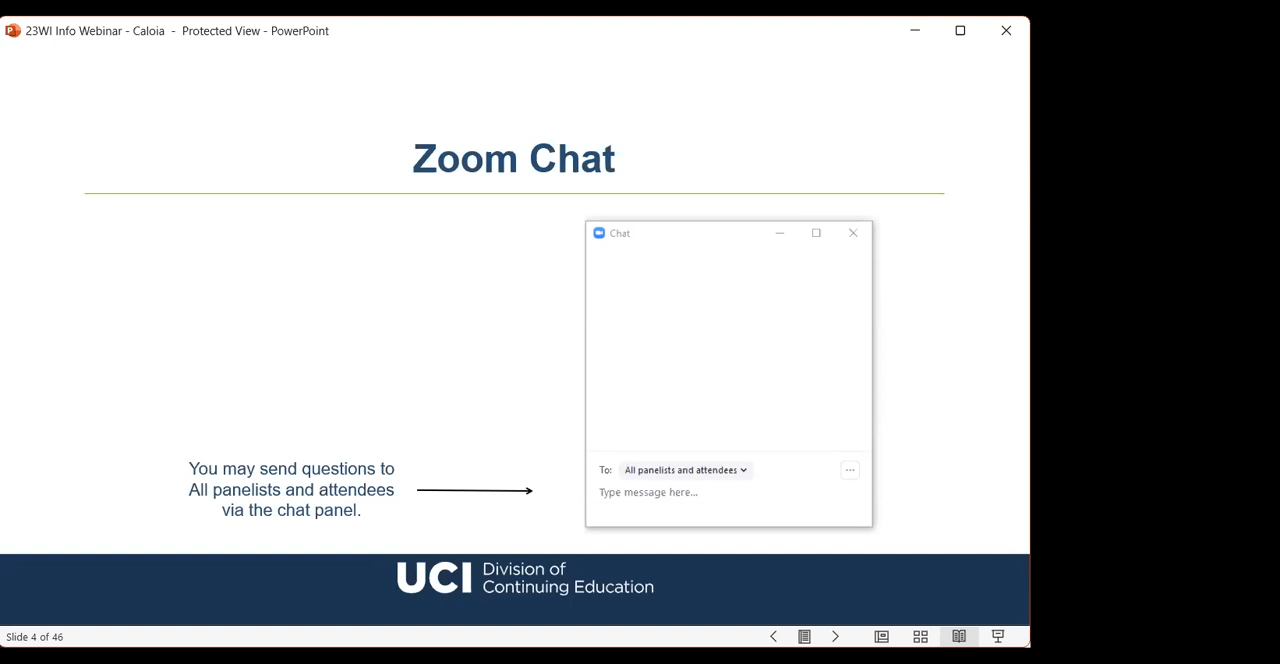 23WI Info Webinar - Caloia - Protected View - PowerPoint
Zoom Chat
Chat
To: All panelists and attendees
Type message here...
You may send questions to
All panelists and attendees
via the chat panel.
UCI Division of
Continuing Education
Slide 4 of 46